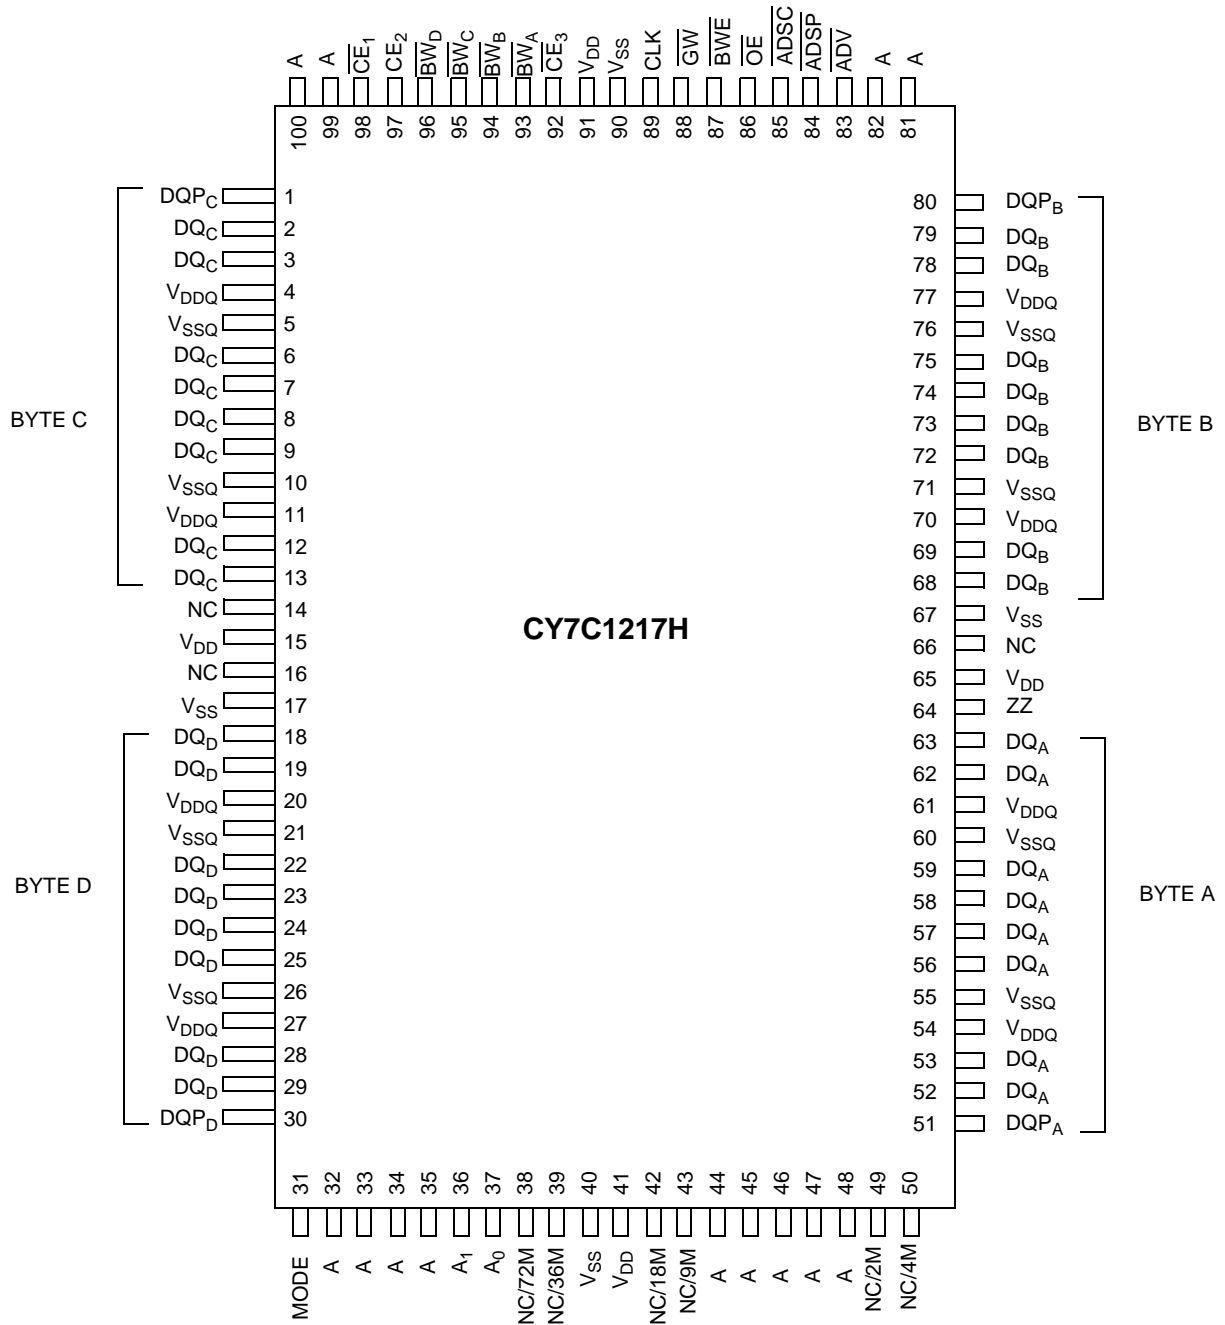 A
A
CE1
CE2
BWD
BWC
BWB
BWA
CE3
VDD
VSS
CLK
GW
BWE
OE
ADSC
ADSP
ADV
A
A
100
99
98
97
96
95
94
93
92
91
90
89
88
87
86
85
84
83
82
81
BYTE C
DQPC 1
DQC 2
DQC 3
VDDQ 4
VSSQ 5
DQC 6
DQC 7
DQC 8
DQC 9
VSSQ 10
VDDQ 11
DQC 12
DQC 13
NC 14
VDD 15
NC 16
VSS 17
BYTE D
DQD 18
DQD 19
VDDQ 20
VSSQ 21
DQD 22
DQD 23
DQD 24
DQD 25
VSSQ 26
VDDQ 27
DQD 28
DQD 29
DQPD 30
CY7C1217H
80 DQPB
79 DQB
78 DQB
77 VDDQ
76 VSSQ
75 DQB
74 DQB
73 DQB
72 DQB
71 VSSQ
70 VDDQ
69 DQB
68 DQB
BYTE B
67 VSS
66 NC
65 VDD
64 ZZ
63 DQA
62 DQA
61 VDDQ
60 VSSQ
59 DQA
58 DQA
57 DQA
56 DQA
55 VSSQ
54 VDDQ
53 DQA
52 DQA
51 DQPA
BYTE A
31
32
33
34
35
36
37
38
39
40
41
42
43
44
45
46
47
48
49
50
MODE
A
A
A
A
A1
A0
NC/72M
NC/36M
VSS
VDD
NC/18M
NC/9M
A
A
A
A
A
NC/2M
NC/4M